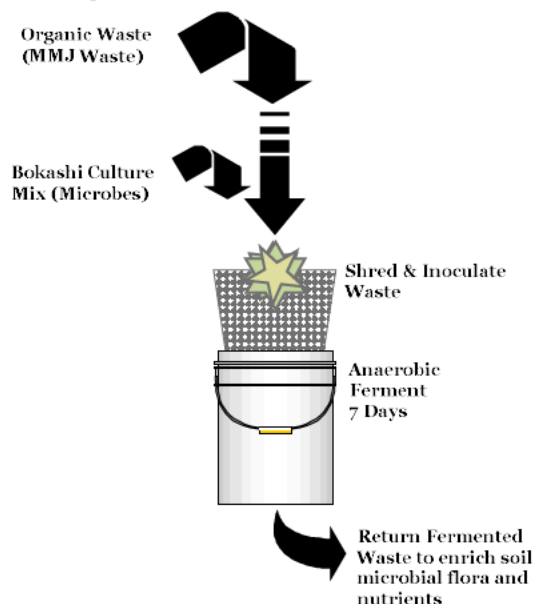 Organic Waste
(MMJ Waste)
Bokashi Culture
Mix (Microbes)
Shred & Inoculate
Waste
Anaerobic
Ferment
7 Days
Return Fermented
Waste to enrich soil
microbial flora and
nutrients